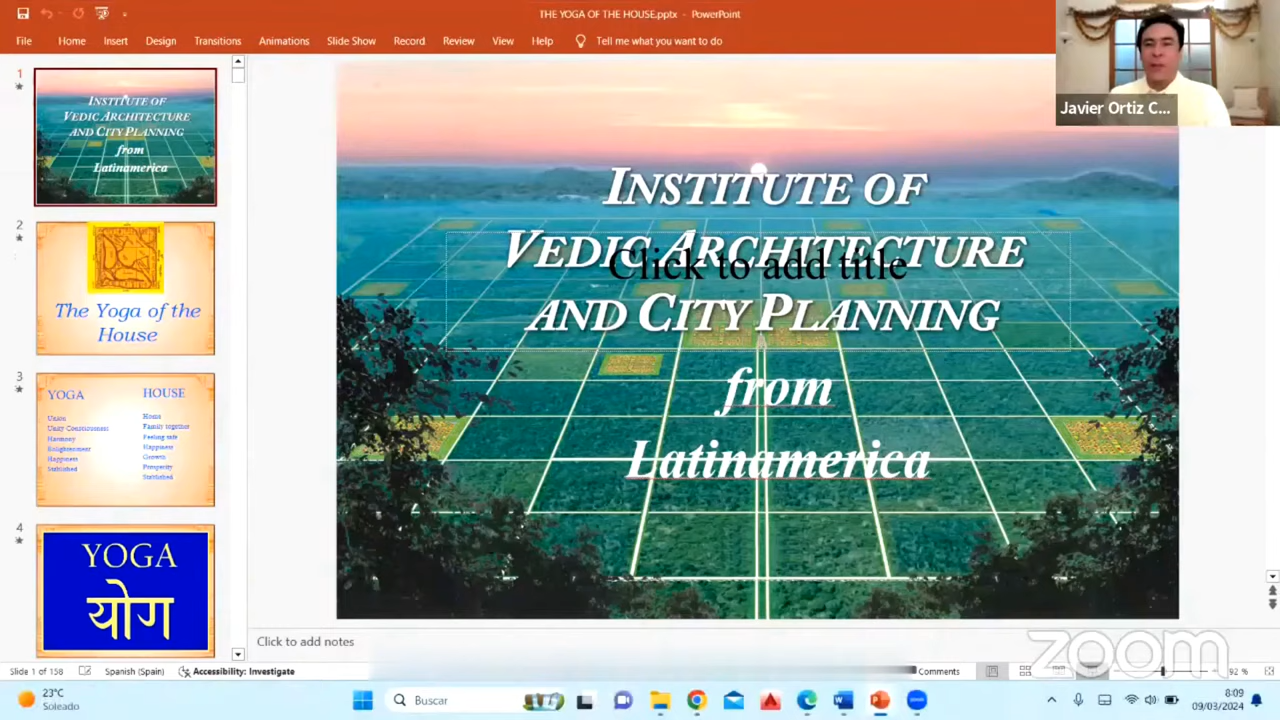 THE YOGA OF THE HOUSE.pptx - PowerPoint
File Home Insert Design Transitions Animations Slide Show Record Review View Help Tell me what you want to do
Javier Ortiz C...
1
INSTITUTE OF
VEDIC ARCHITECTURE
AND CITY PLANNING
from
Latinamerica
2
The Yoga of the
House
3
YOGA
Union
Unity Consciousness
Harmony
Enlightenment
Happiness
Stablished
HOUSE
Home
Family together
Feeling safe
Happiness
Growth
Prosperity
Stablished
4
YOGA
योग
INSTITUTE OF
VEDIC ARCHITECTURE
Click to add title
AND CITY PLANNING
from
Latinamerica
Click to add notes
zoom
Slide 1 of 158 Spanish (Spain) Accessibility: Investigate Comments 92 %
23°C
Soleado
Buscar
8:09
09/03/2024